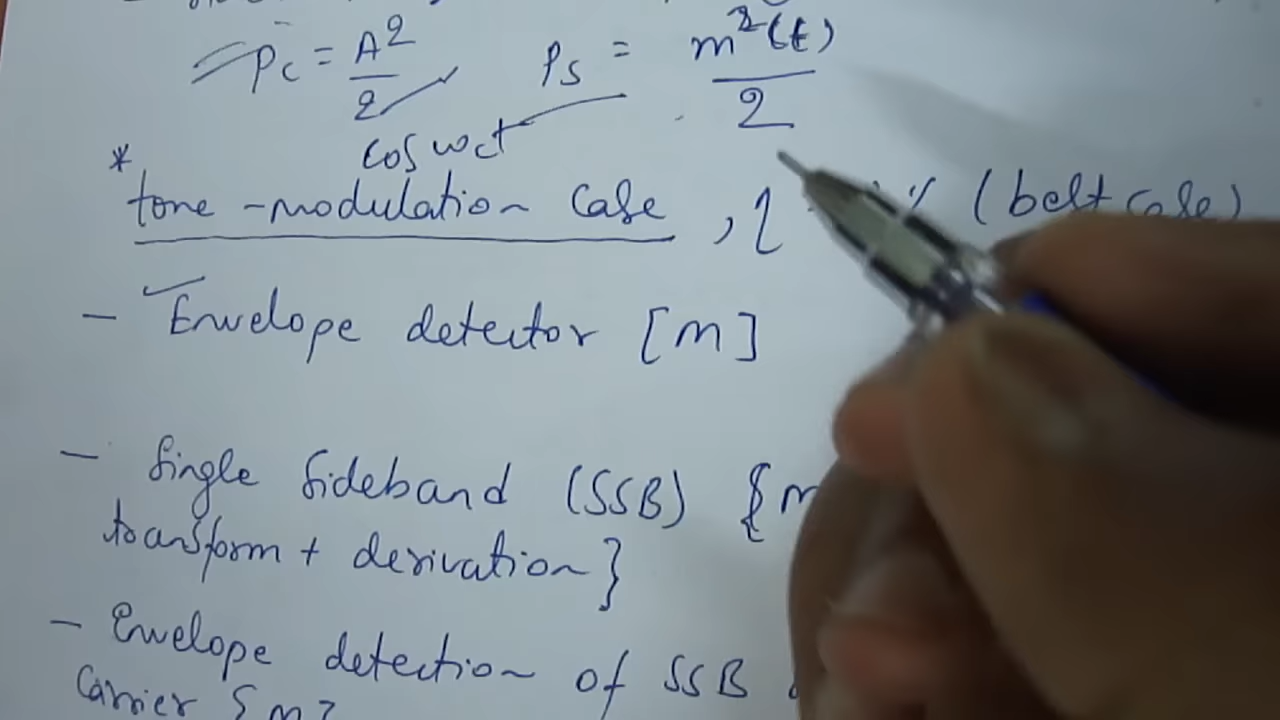 Pc = A²/2 Ps = m²(t)/2
cos wct
*
tone-modulation Case , η % (best case)
- Envelope detector [m]
- Single Sideband (SSB) {m
transform + derivation}
- Envelope detection of SSB
Carrier {m}